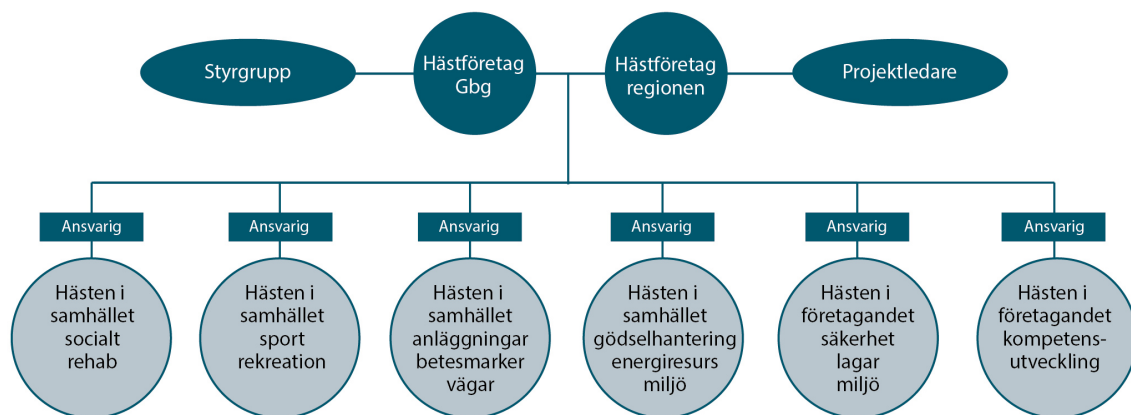 Styrgrupp
Hästföretag
Gbg
Hästföretag
regionen
Projektledare
Ansvarig
Ansvarig
Ansvarig
Ansvarig
Ansvarig
Ansvarig
Hästen i
samhället
socialt
rehab
Hästen i
samhället
sport
rekreation
Hästen i
samhället
anläggningar
betesmarker
vägar
Hästen i
samhället
gödselhantering
energiresurs
miljö
Hästen i
företagandet
säkerhet
lagar
miljö
Hästen i
företagandet
kompetens-
utveckling